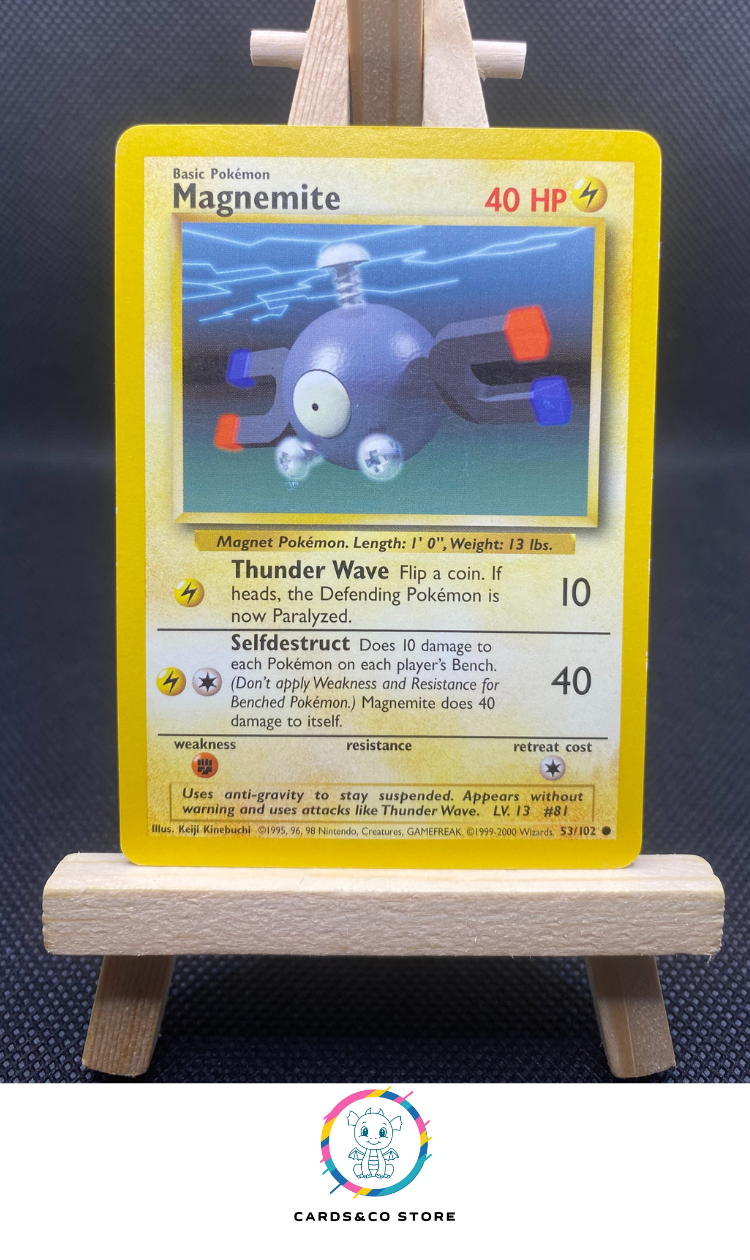 Basic Pokémon
Magnemite
40 HP
Magnet Pokémon. Length: 1' 0", Weight: 13 lbs.
Thunder Wave Flip a coin. If
heads, the Defending Pokémon is
now Paralyzed.
10
Selfdestruct Does 10 damage to
each Pokémon on each player's Bench.
(Don't apply Weakness and Resistance for
Benched Pokémon.) Magnemite does 40
damage to itself.
40
weakness resistance retreat cost
Uses anti-gravity to stay suspended. Appears without
warning and uses attacks like Thunder Wave. LV. 13 #81
Illus. Keiji Kinebuchi ©1995, 96, 98 Nintendo, Creatures, GAMEFREAK. ©1999-2000 Wizards. 53/102
CARDS&CO STORE